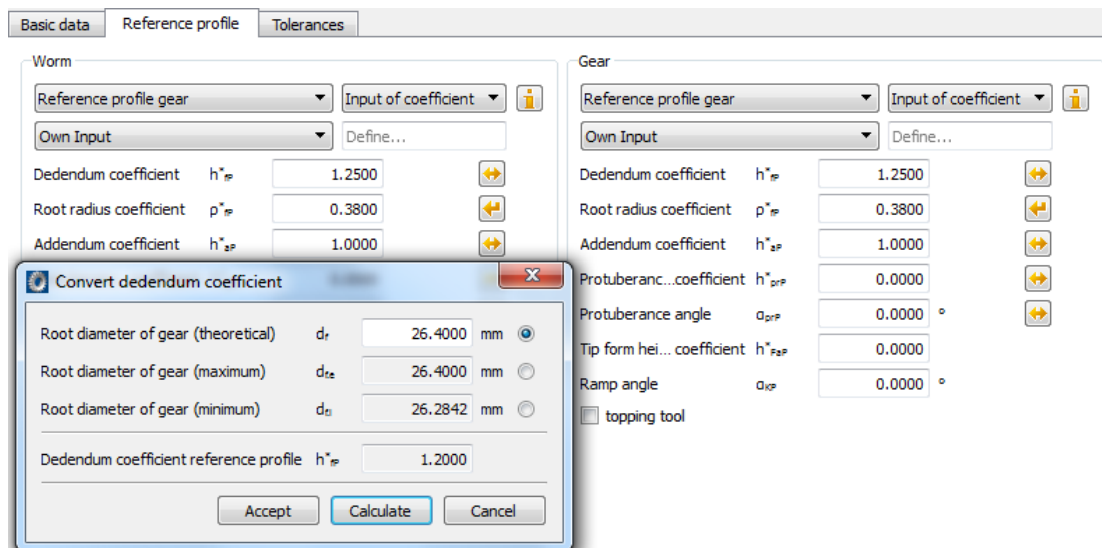 Basic data Reference profile Tolerances
Worm
Reference profile gear Input of coefficient
Own Input Define...
Dedendum coefficient h*fP 1.2500
Root radius coefficient ρ*fP 0.3800
Addendum coefficient h*aP 1.0000
Gear
Reference profile gear Input of coefficient
Own Input Define...
Dedendum coefficient h*fP 1.2500
Root radius coefficient ρ*fP 0.3800
Addendum coefficient h*aP 1.0000
Protuberanc...coefficient h*prP 0.0000
Protuberance angle αprP 0.0000 °
Tip form hei... coefficient h*FaP 0.0000
Ramp angle αKP 0.0000 °
topping tool
Convert dedendum coefficient
Root diameter of gear (theoretical) df 26.4000 mm
Root diameter of gear (maximum) dfe 26.4000 mm
Root diameter of gear (minimum) dfi 26.2842 mm
Dedendum coefficient reference profile h*fP 1.2000
Accept Calculate Cancel